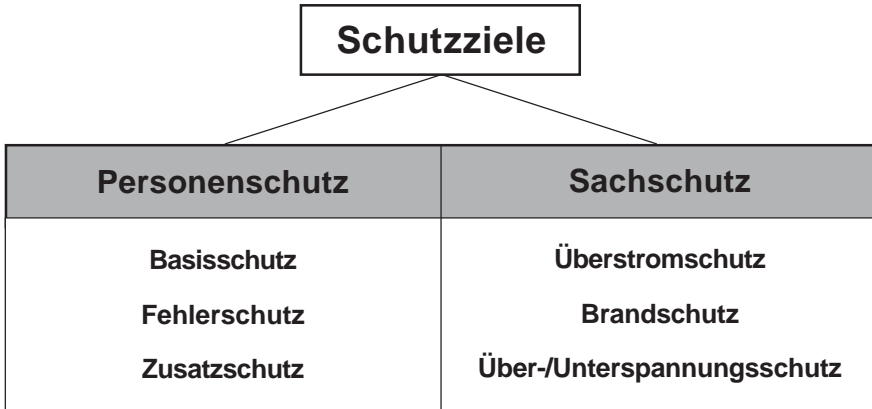 Schutzziele
Personenschutz
Sachschutz
Basisschutz
Überstromschutz
Fehlerschutz
Brandschutz
Zusatzschutz
Über-/Unterspannungsschutz